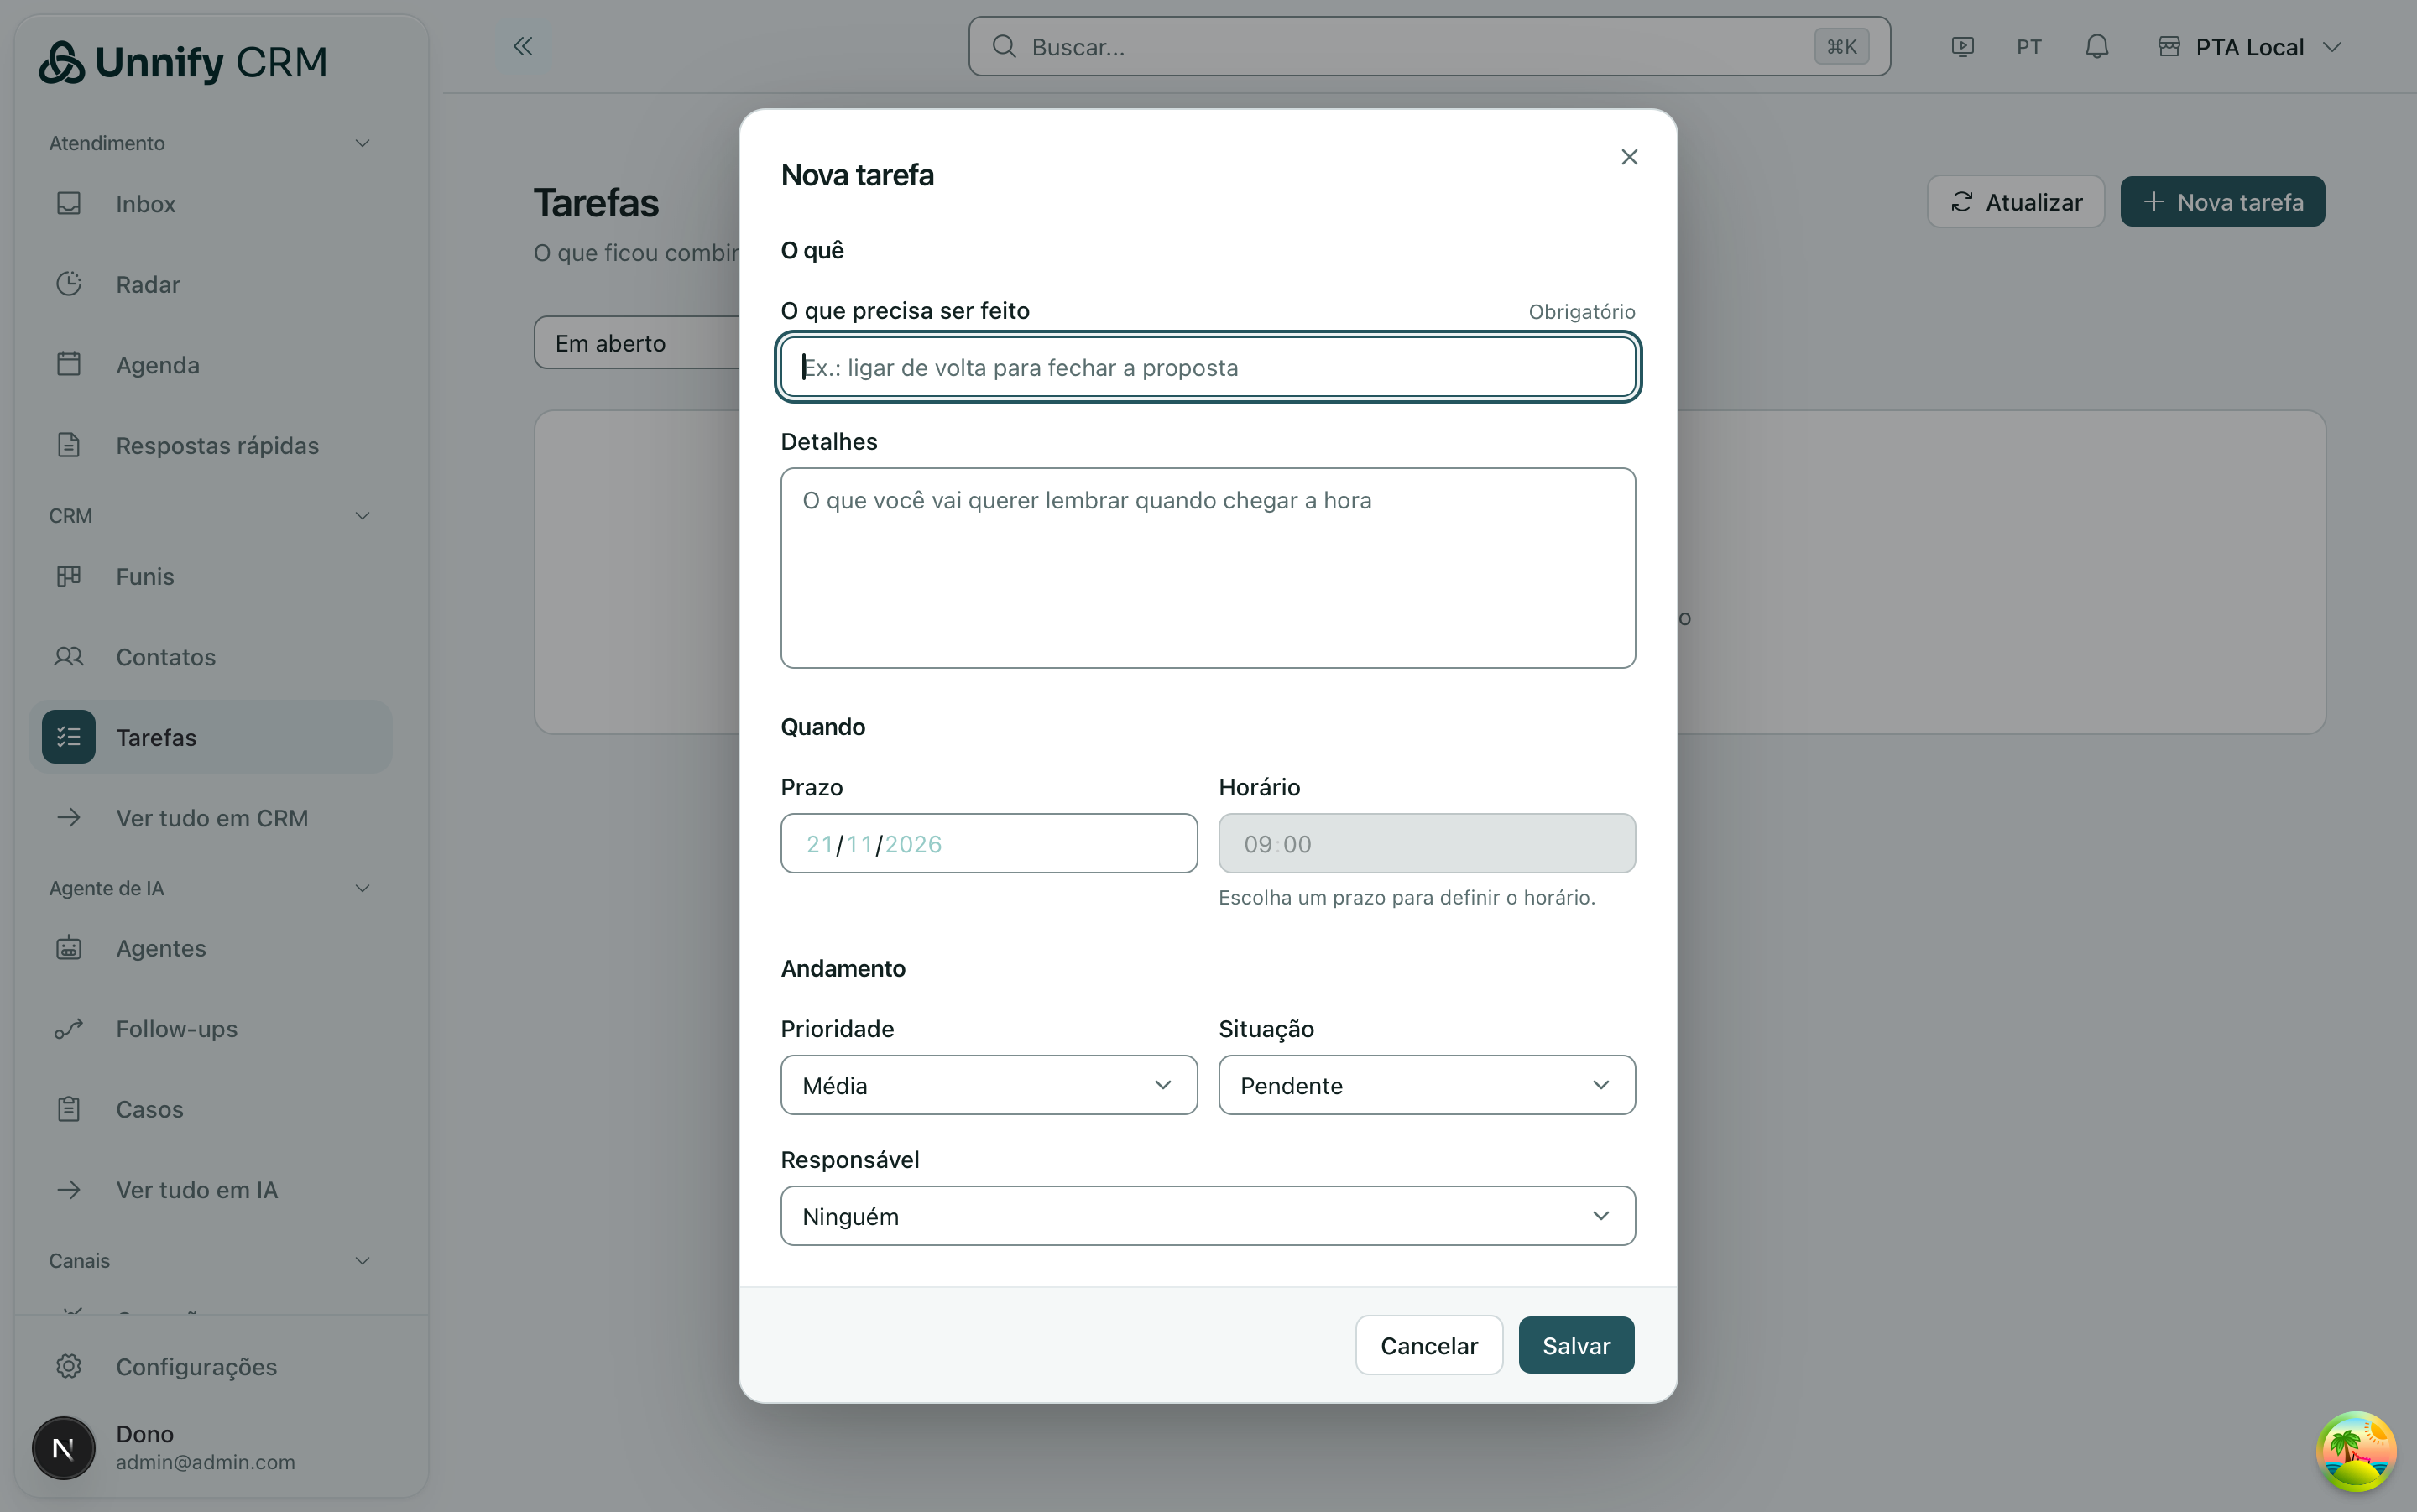 Unnify CRM
Buscar...
⌘K
PT
PTA Local
Atendimento
Inbox
Radar
Agenda
Respostas rápidas
CRM
Funis
Contatos
Tarefas
Ver tudo em CRM
Agente de IA
Agentes
Follow-ups
Casos
Ver tudo em IA
Canais
Configurações
N
Dono
admin@admin.com
Tarefas
O que ficou
Atualizar
Nova tarefa
Em aberto
Nova tarefa
O quê
O que precisa ser feito
Obrigatório
Ex.: ligar de volta para fechar a proposta
Detalhes
O que você vai querer lembrar quando chegar a hora
Quando
Prazo
Horário
21/11/2026
09:00
Escolha um prazo para definir o horário.
Andamento
Prioridade
Situação
Média
Pendente
Responsável
Ninguém
Cancelar
Salvar